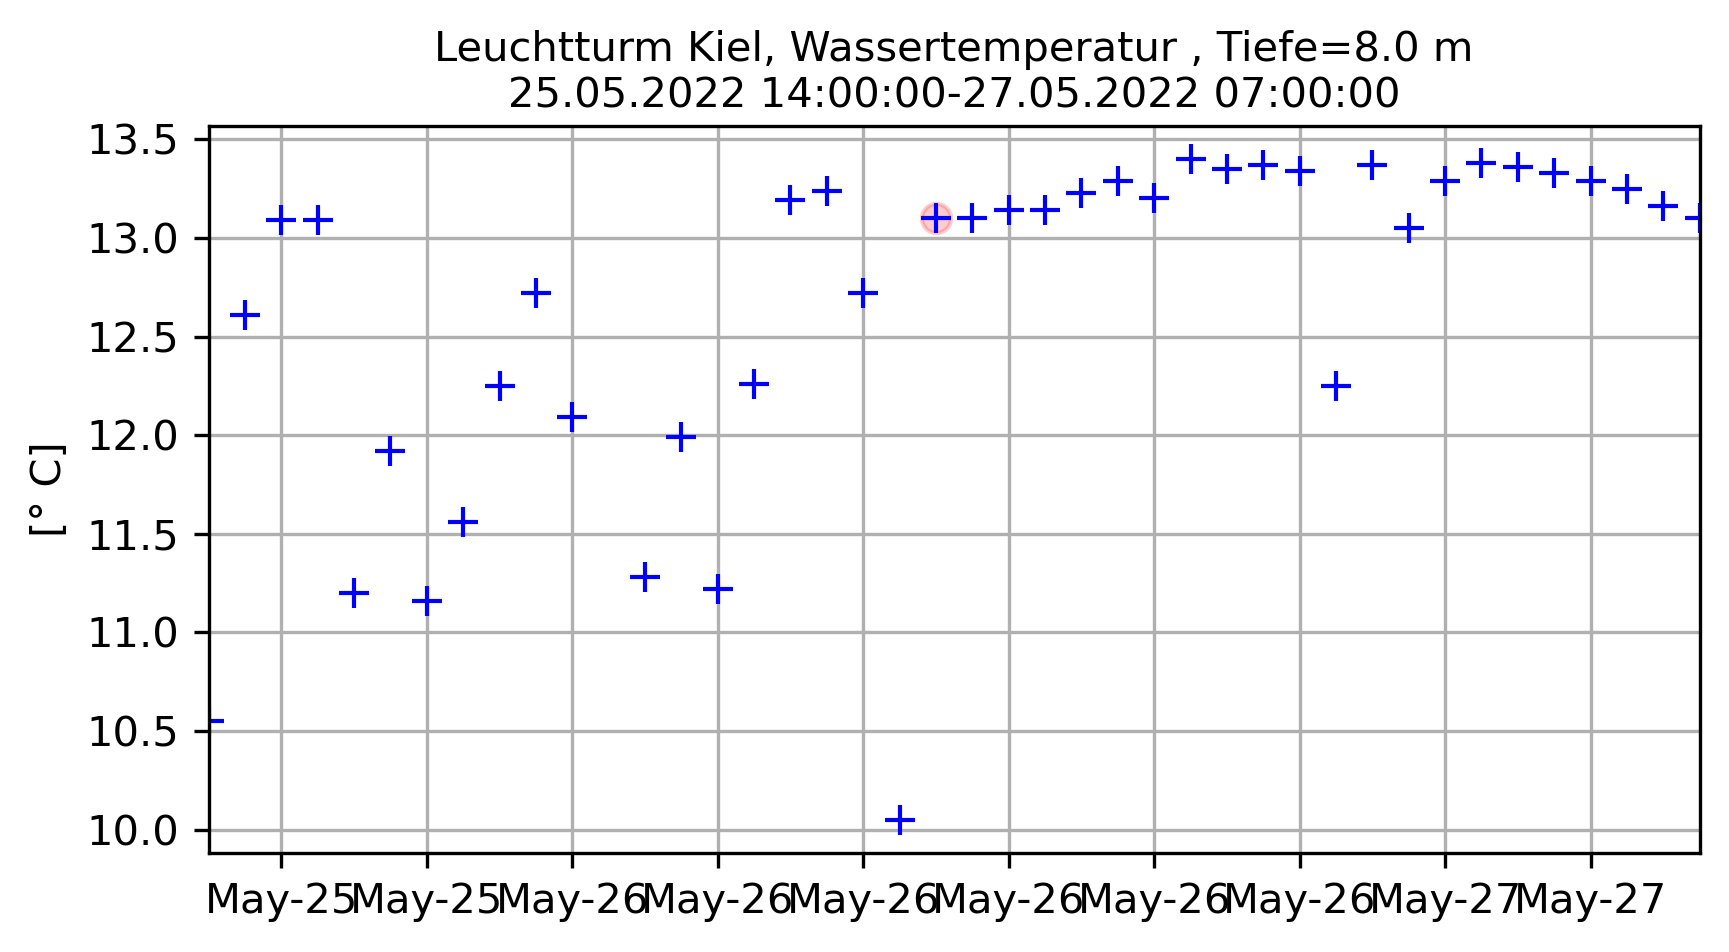 Leuchtturm Kiel, Wassertemperatur , Tiefe=8.0 m
25.05.2022 14:00:00-27.05.2022 07:00:00
13.5
13.0
12.5
12.0
11.5
11.0
10.5
10.0
[° C]
May-25 May-25 May-26 May-26 May-26 May-26 May-26 May-26 May-27 May-27